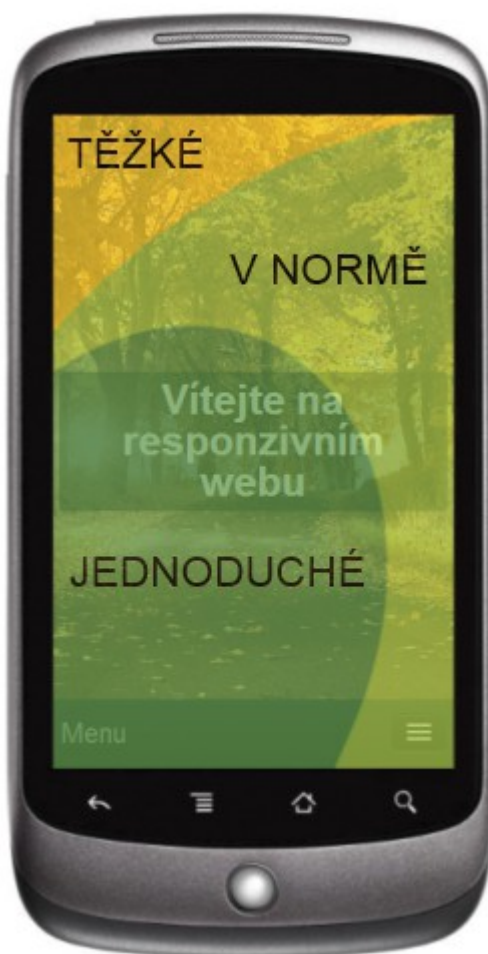 TĚŽKÉ
V NORMĚ
Vítejte na
responzivním
webu
JEDNODUCHÉ
Menu